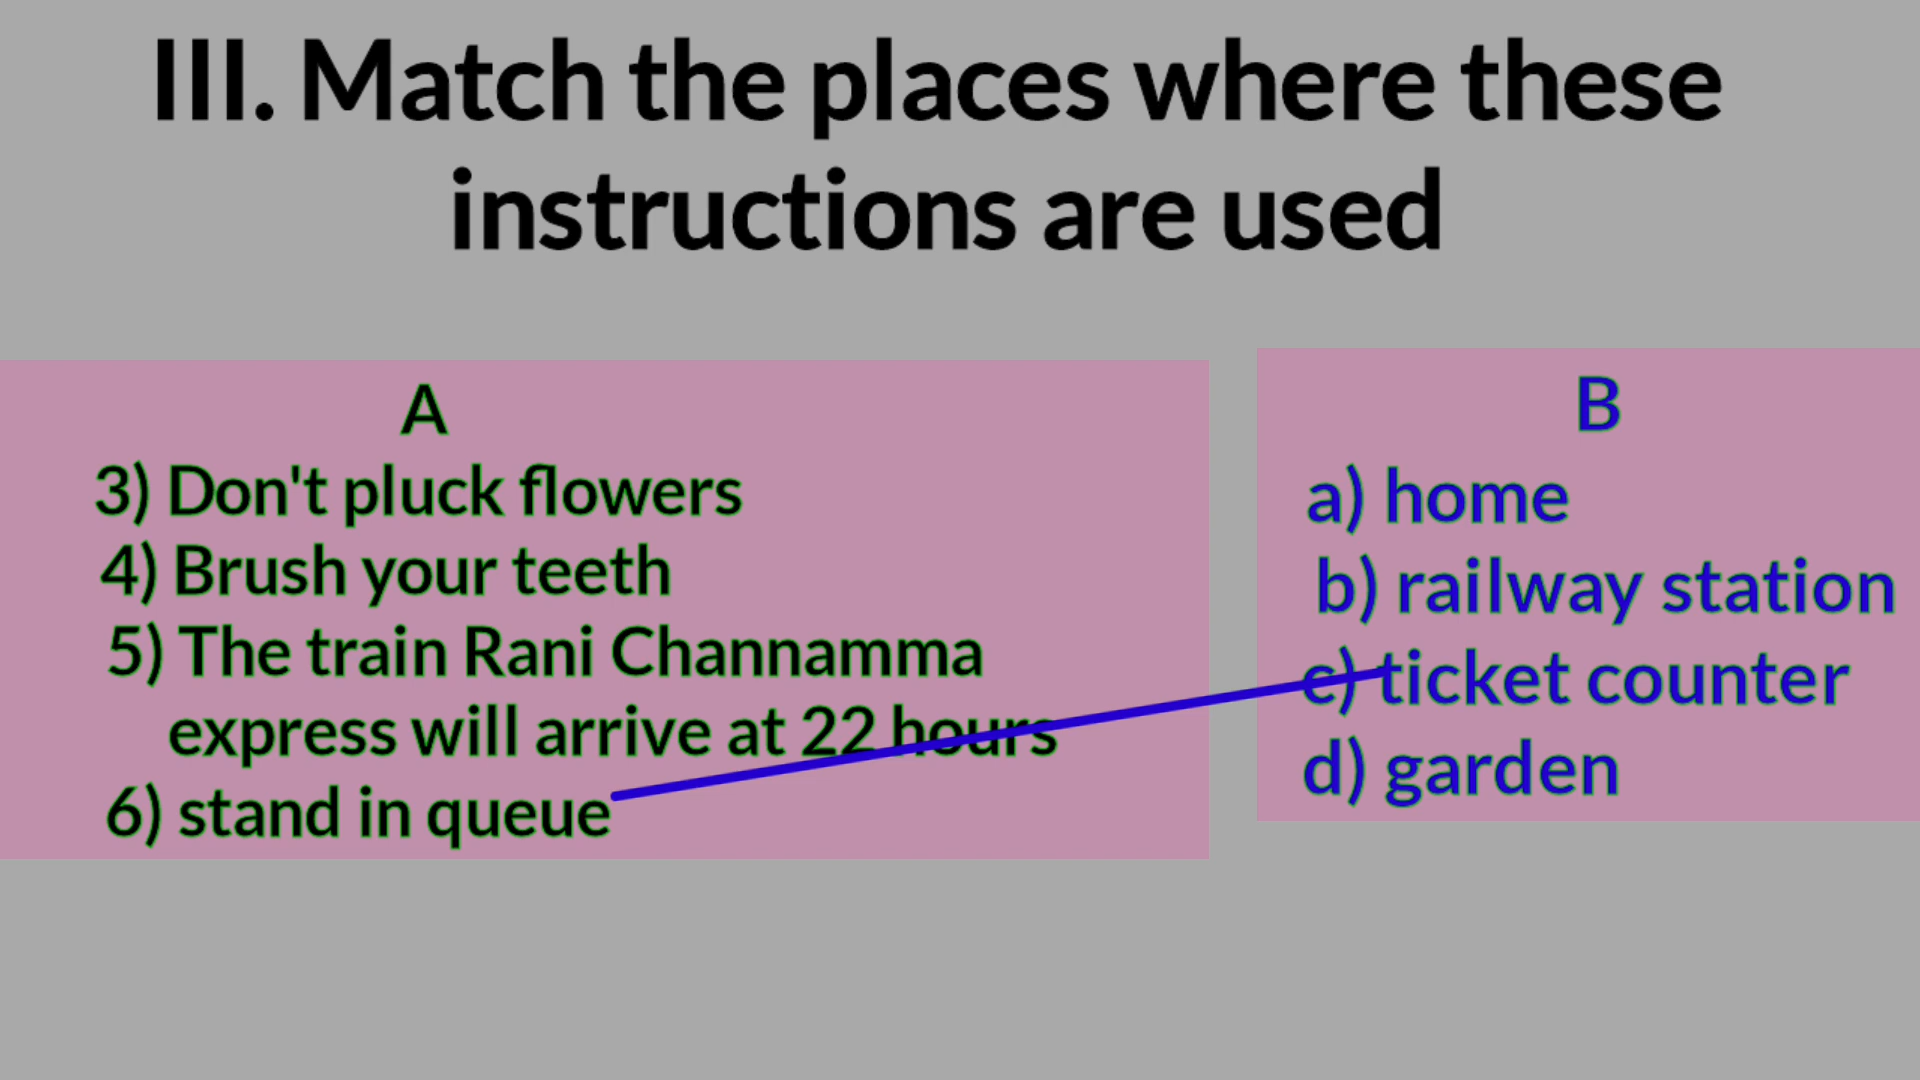 III. Match the places where these
instructions are used
A
3) Don't pluck flowers
4) Brush your teeth
5) The train Rani Channamma
express will arrive at 22 hours
6) stand in queue
B
a) home
b) railway station
c) ticket counter
d) garden